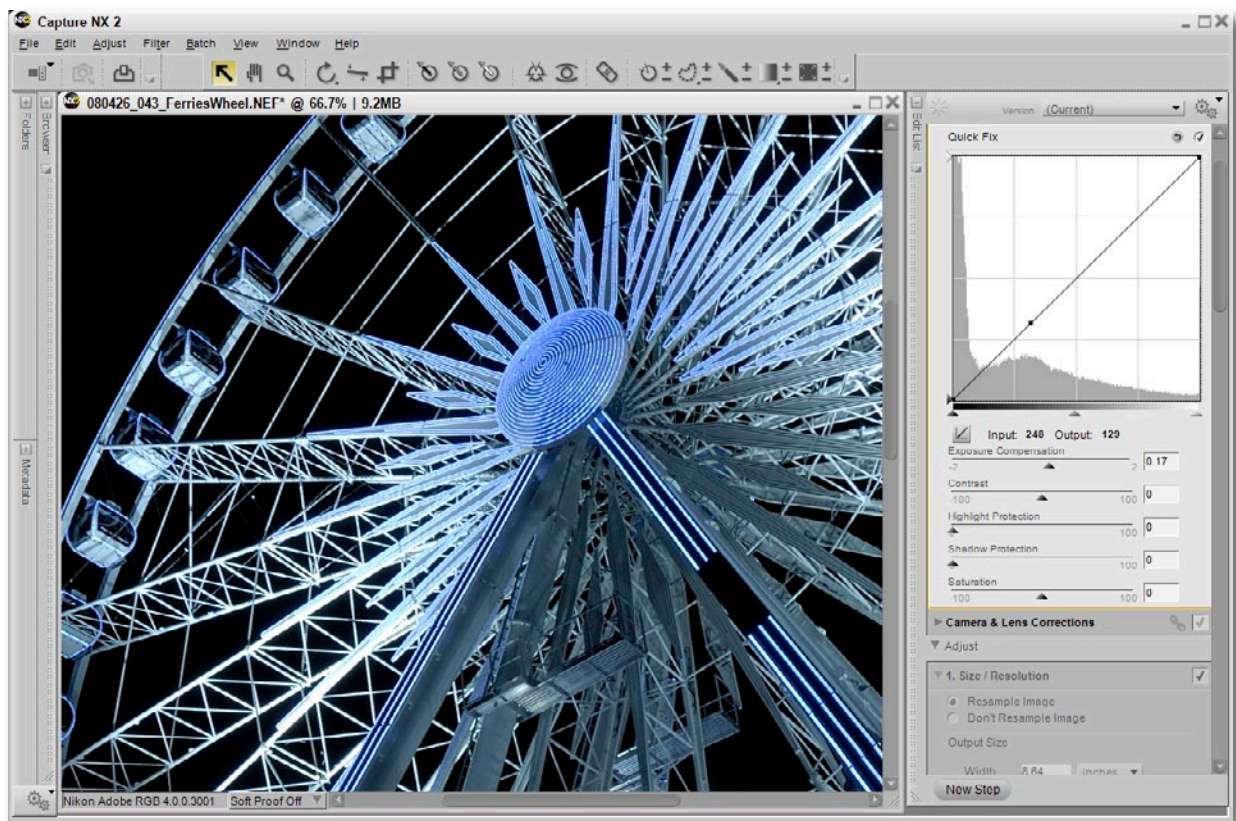 NX2 Capture NX 2
File Edit Adjust Filter Batch View Window Help
Folders
Browser
Metadata
NX2 080426_043_FerriesWheel.NEF* @ 66.7% | 9.2MB
Nikon Adobe RGB 4.0.0.3001 Soft Proof Off
Edit List
Version (Current)
Quick Fix
Input: 240 Output: 129
Exposure Compensation
-2 2 0.17
Contrast
-100 100 0
Highlight Protection
100 0
Shadow Protection
100 0
Saturation
-100 100 0
Camera & Lens Corrections
Adjust
1. Size / Resolution
Resample Image
Don't Resample Image
Output Size
Width 8.64 inches
New Step